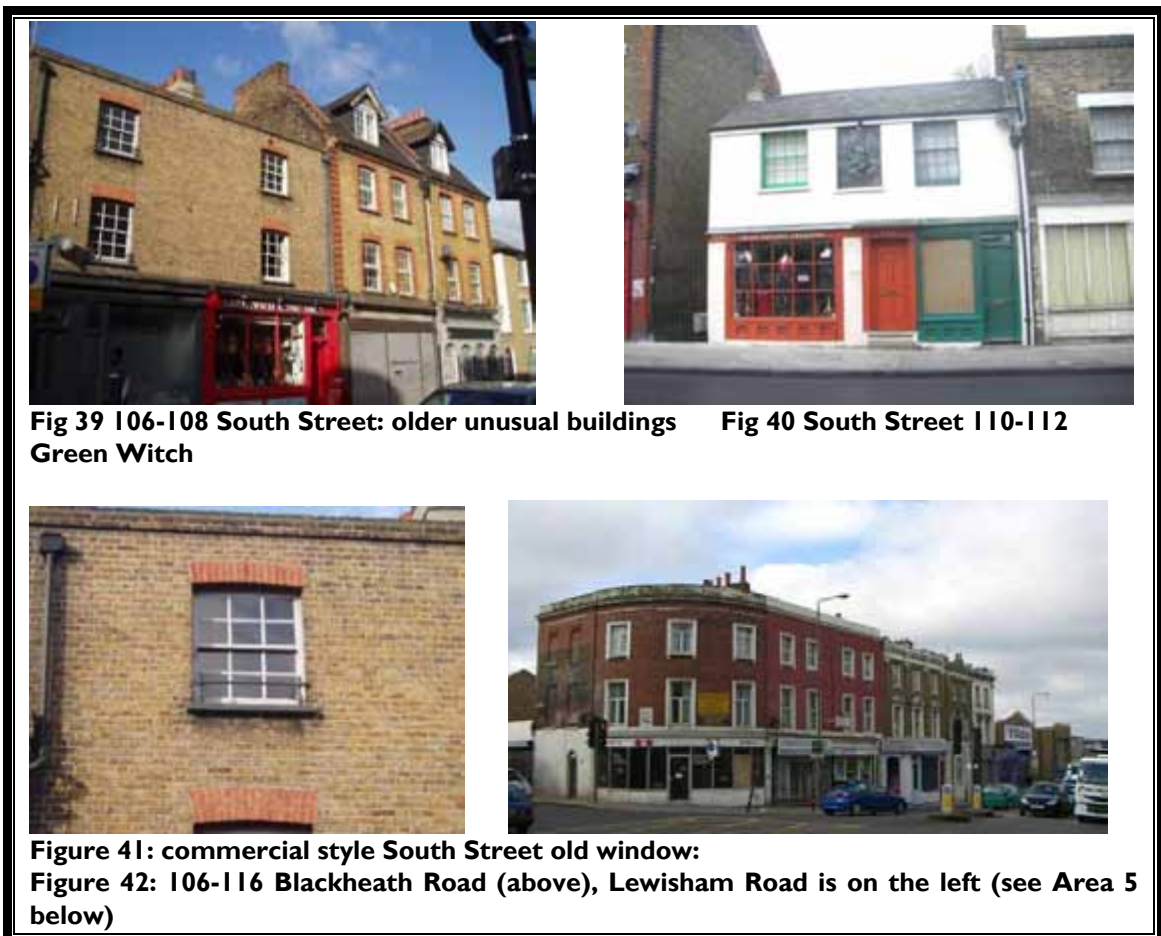 Fig 39 106-108 South Street: older unusual buildings
Green Witch
Fig 40 South Street 110-112
Figure 41: commercial style South Street old window:
Figure 42: 106-116 Blackheath Road (above), Lewisham Road is on the left (see Area 5
below)